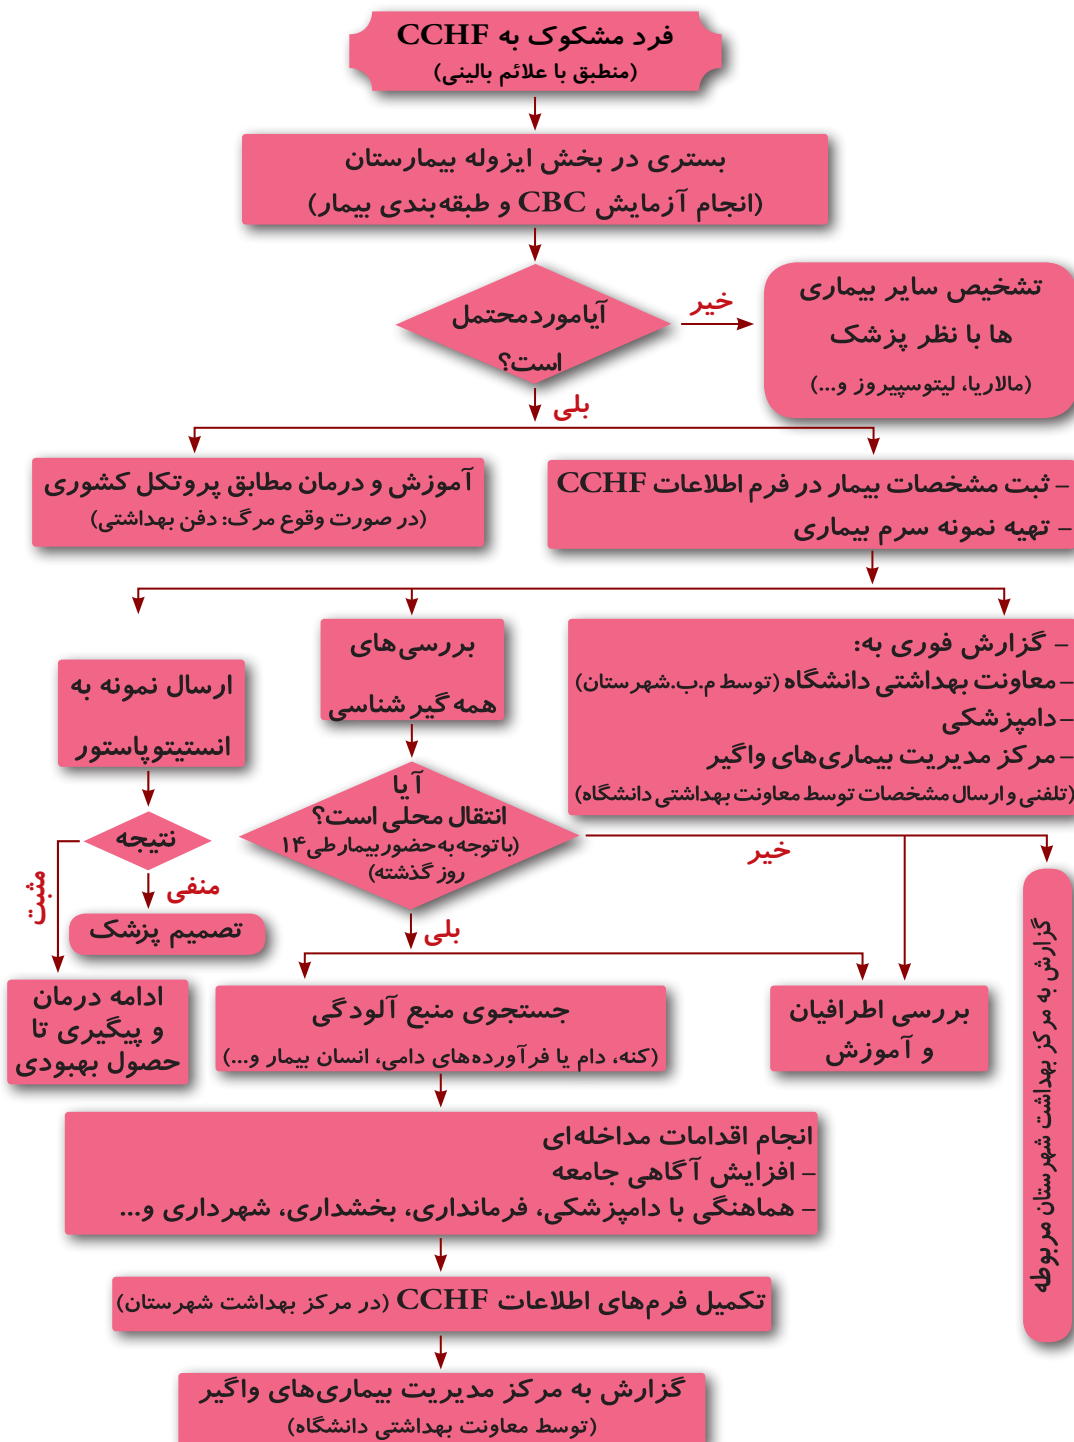 فرد مشکوک به CCHF
(منطبق با علائم بالینی)
بستری در بخش ایزوله بیمارستان
(انجام آزمایش CBC و طبقه‌بندی بیمار)
آیاموردمحتمل
است؟
خیر
تشخیص سایر بیماری
ها با نظر پزشک
(مالاریا، لیتوسپیروز و...)
بلی
– ثبت مشخصات بیمار در فرم اطلاعات CCHF
– تهیه نمونه سرم بیماری
آموزش و درمان مطابق پروتکل کشوری
(در صورت وقوع مرگ: دفن بهداشتی)
– گزارش فوری به:
– معاونت بهداشتی دانشگاه (توسط م.ب.شهرستان)
– دامپزشکی
– مرکز مدیریت بیماری‌های واگیر
(تلفنی و ارسال مشخصات توسط معاونت بهداشتی دانشگاه)
بررسی‌های
همه گیر شناسی
ارسال نمونه به
انستیتوپاستور
آیا
انتقال محلی است؟
(باتوجه به حضور بیمار طی ۱۴
روز گذشته)
خیر
بلی
نتیجه
منفی
مثبت
تصمیم پزشک
ادامه درمان
و پیگیری تا
حصول بهبودی
گزارش به مرکز بهداشت شهرستان مربوطه
بررسی اطرافیان
و آموزش
جستجوی منبع آلودگی
(کنه، دام یا فرآورده‌های دامی، انسان بیمار و...)
انجام اقدامات مداخله‌ای
– افزایش آگاهی جامعه
– هماهنگی با دامپزشکی، فرمانداری، بخشداری، شهرداری و...
تکمیل فرم‌های اطلاعات CCHF (در مرکز بهداشت شهرستان)
گزارش به مرکز مدیریت بیماری‌های واگیر
(توسط معاونت بهداشتی دانشگاه)